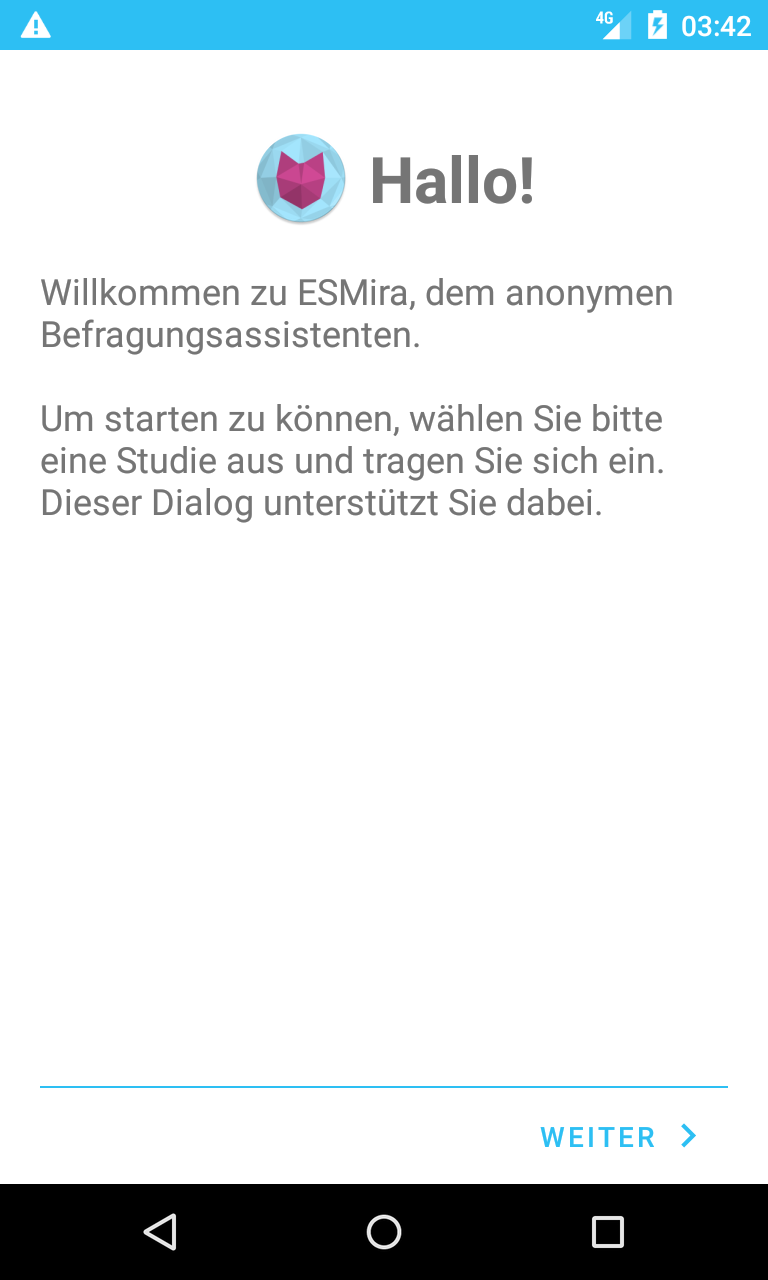 4G 03:42
Hallo!
Willkommen zu ESMira, dem anonymen
Befragungsassistenten.
Um starten zu können, wählen Sie bitte
eine Studie aus und tragen Sie sich ein.
Dieser Dialog unterstützt Sie dabei.
WEITER